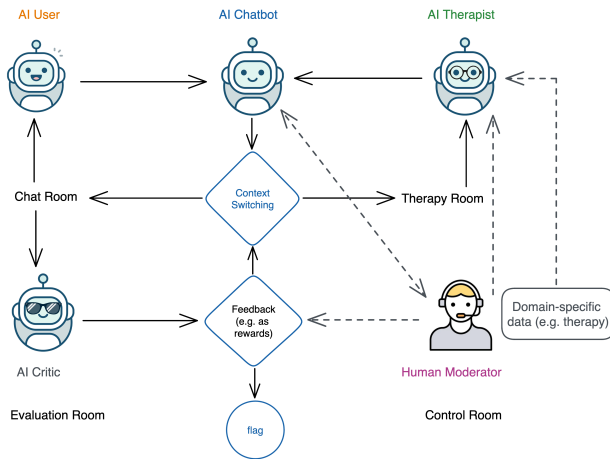 AI User
AI Chatbot
AI Therapist
Chat Room
Context
Switching
Therapy Room
Feedback
(e.g. as
rewards)
Domain-specific
data (e.g. therapy)
AI Critic
Human Moderator
Evaluation Room
flag
Control Room